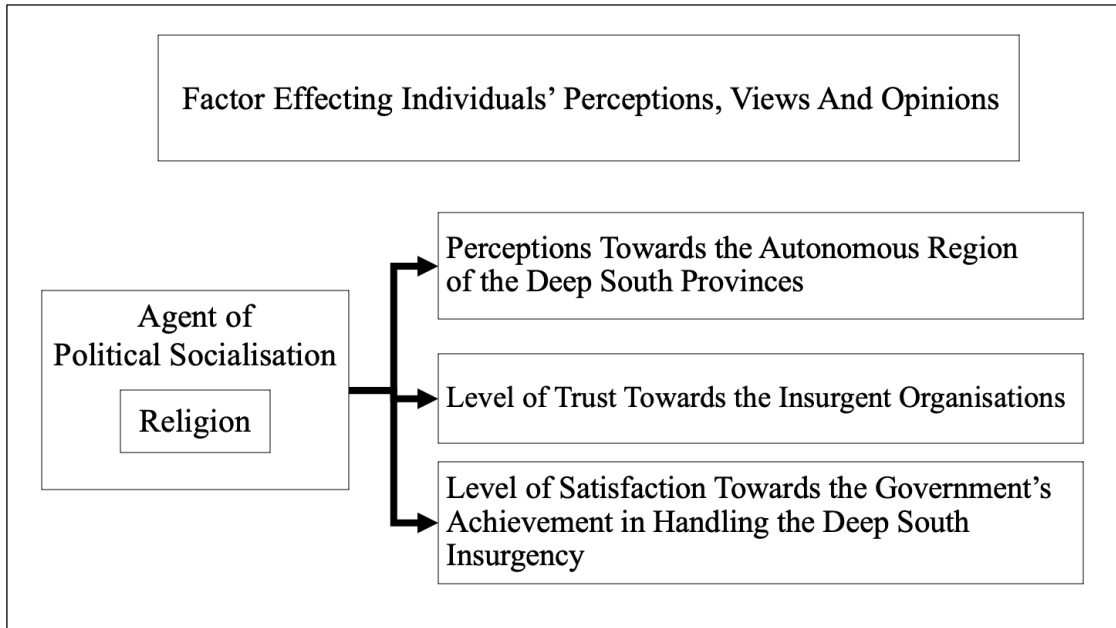 Factor Effecting Individuals’ Perceptions, Views And Opinions
Agent of
Political Socialisation
Religion
Perceptions Towards the Autonomous Region
of the Deep South Provinces
Level of Trust Towards the Insurgent Organisations
Level of Satisfaction Towards the Government’s
Achievement in Handling the Deep South
Insurgency